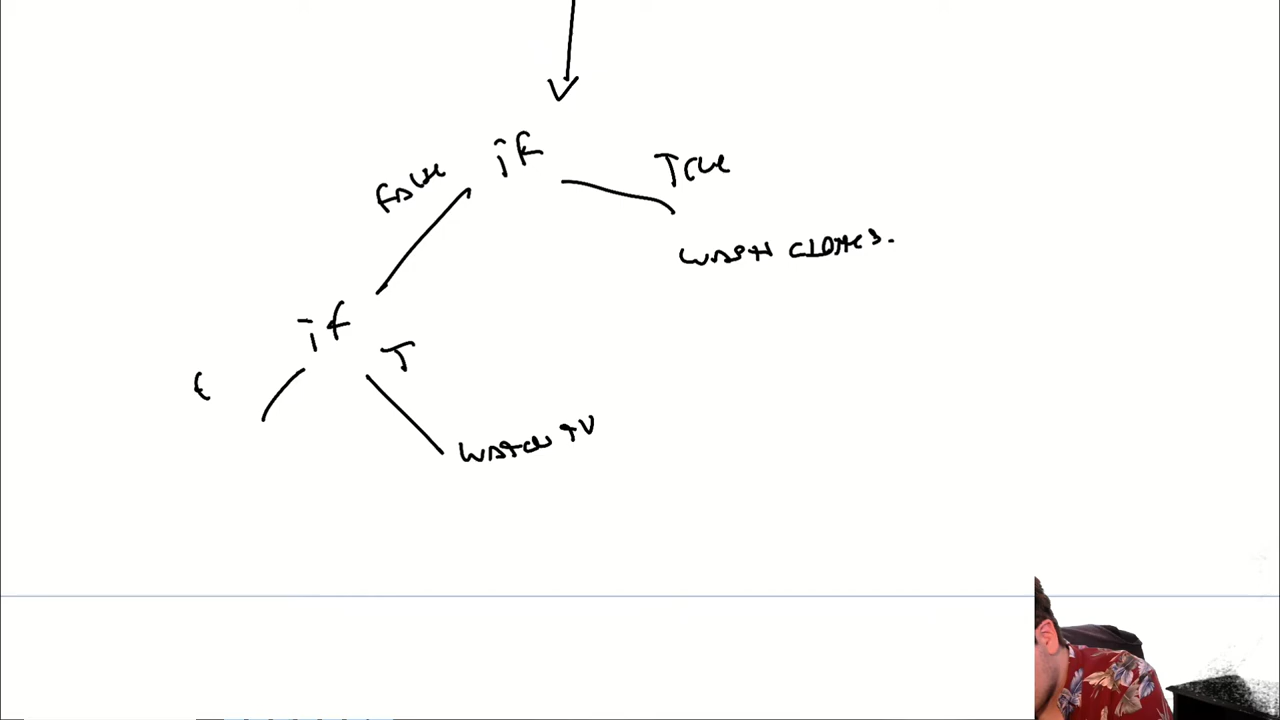 if
False
True
WASH CLOTHES.
if
T
WATCH TV